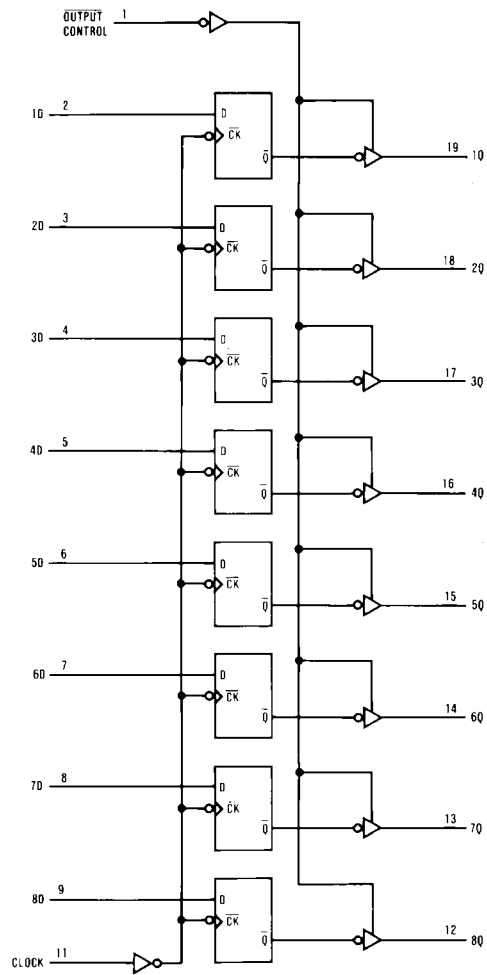 OUTPUT 1
CONTROL
1D 2 D
CK 19 1Q
Q
2D 3 D
CK
Q 18 2Q
3D 4 D
CK
Q 17 3Q
4D 5 D
CK
Q 16 4Q
5D 6 D
CK
Q 15 5Q
6D 7 D
CK
Q 14 6Q
7D 8 D
CK
Q 13 7Q
8D 9 D
CK
Q 12 8Q
CLOCK 11